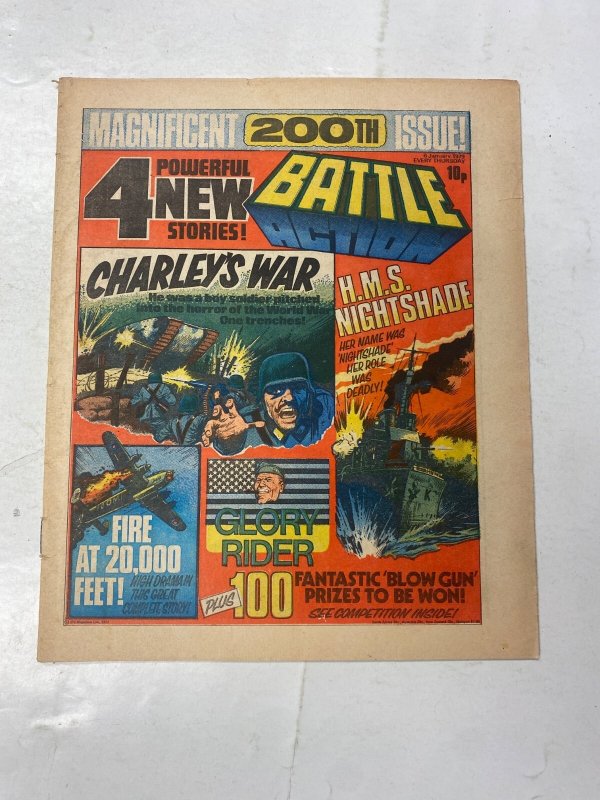 MAGNIFICENT 200TH ISSUE!
6 January 1979
EVERY THURSDAY
10p
4 POWERFUL
NEW
STORIES!
BATTLE
ACTION
CHARLEY'S WAR
He was a boy soldier pitched
into the horror of the World War
One trenches!
H.M.S.
NIGHTSHADE
HER NAME WAS
'NIGHTSHADE'
HER ROLE
WAS
DEADLY!
FIRE
AT 20,000
FEET!
HIGH DRAMA IN
THIS GREAT
COMPLETE STORY!
GLORY
RIDER
PLUS 100 FANTASTIC 'BLOW GUN'
PRIZES TO BE WON!
SEE COMPETITION INSIDE!